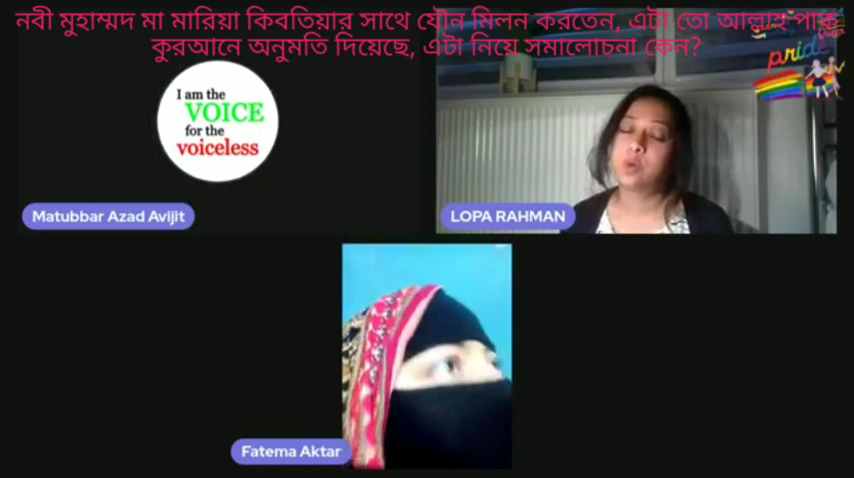 নবী মুহাম্মদ মা মারিয়া কিবতিয়ার সাথে যৌন মিলন করতেন, এটা তো আল্লাহ পাক
কুরআনে অনুমতি দিয়েছে, এটা নিয়ে সমালোচনা কেন?
pride
I am the
VOICE
for the
voiceless
Matubbar Azad Avijit
LOPA RAHMAN
Fatema Aktar